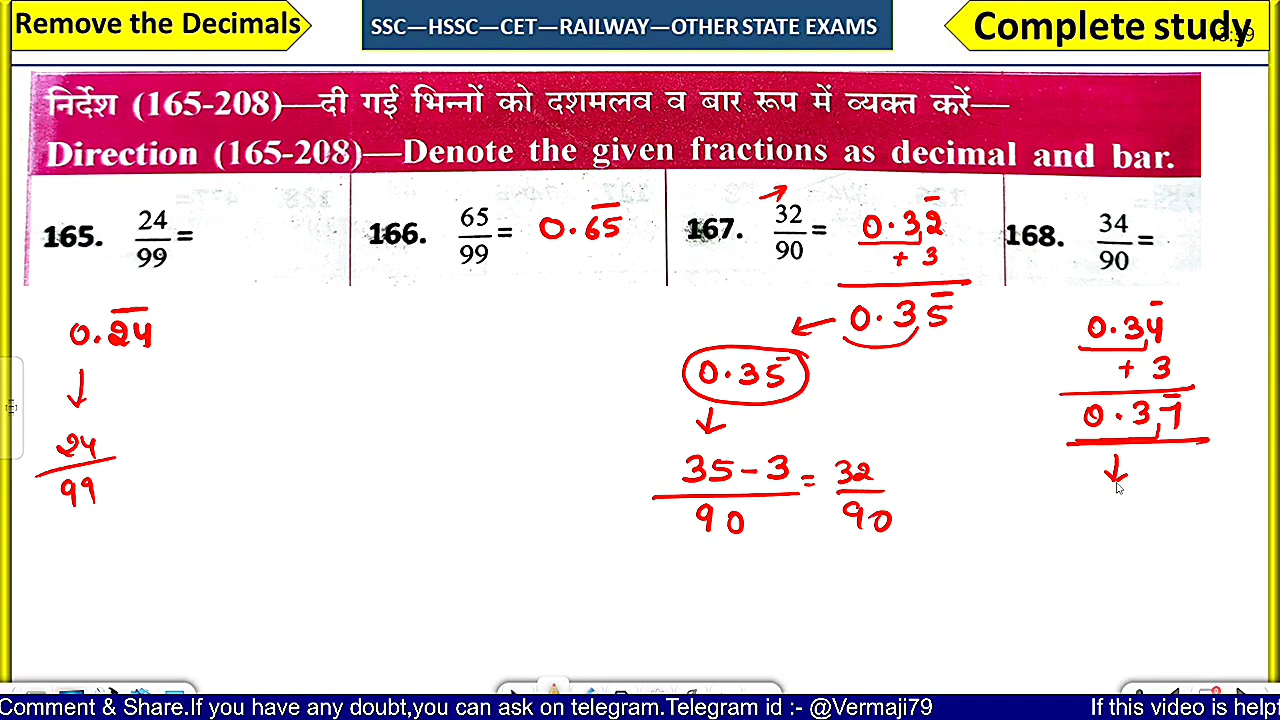 Remove the Decimals
SSC—HSSC—CET—RAILWAY—OTHER STATE EXAMS
Complete study
निर्देश (165-208)—दी गई भिन्नों को दशमलव व बार रूप में व्यक्त करें—
Direction (165-208)—Denote the given fractions as decimal and bar.
165. 24/99 =
166. 65/99 = 0.6̅5̅
167. 32/90 = 0.32̅
+ 3
0.35̅
168. 34/90 =
0.2̅4̅
24/99
0.35̅
35-3/90 = 32/90
0.34̅
+ 3
0.37̅
Comment & Share.If you have any doubt,you can ask on telegram.Telegram id :- @Vermaji79
If this video is help